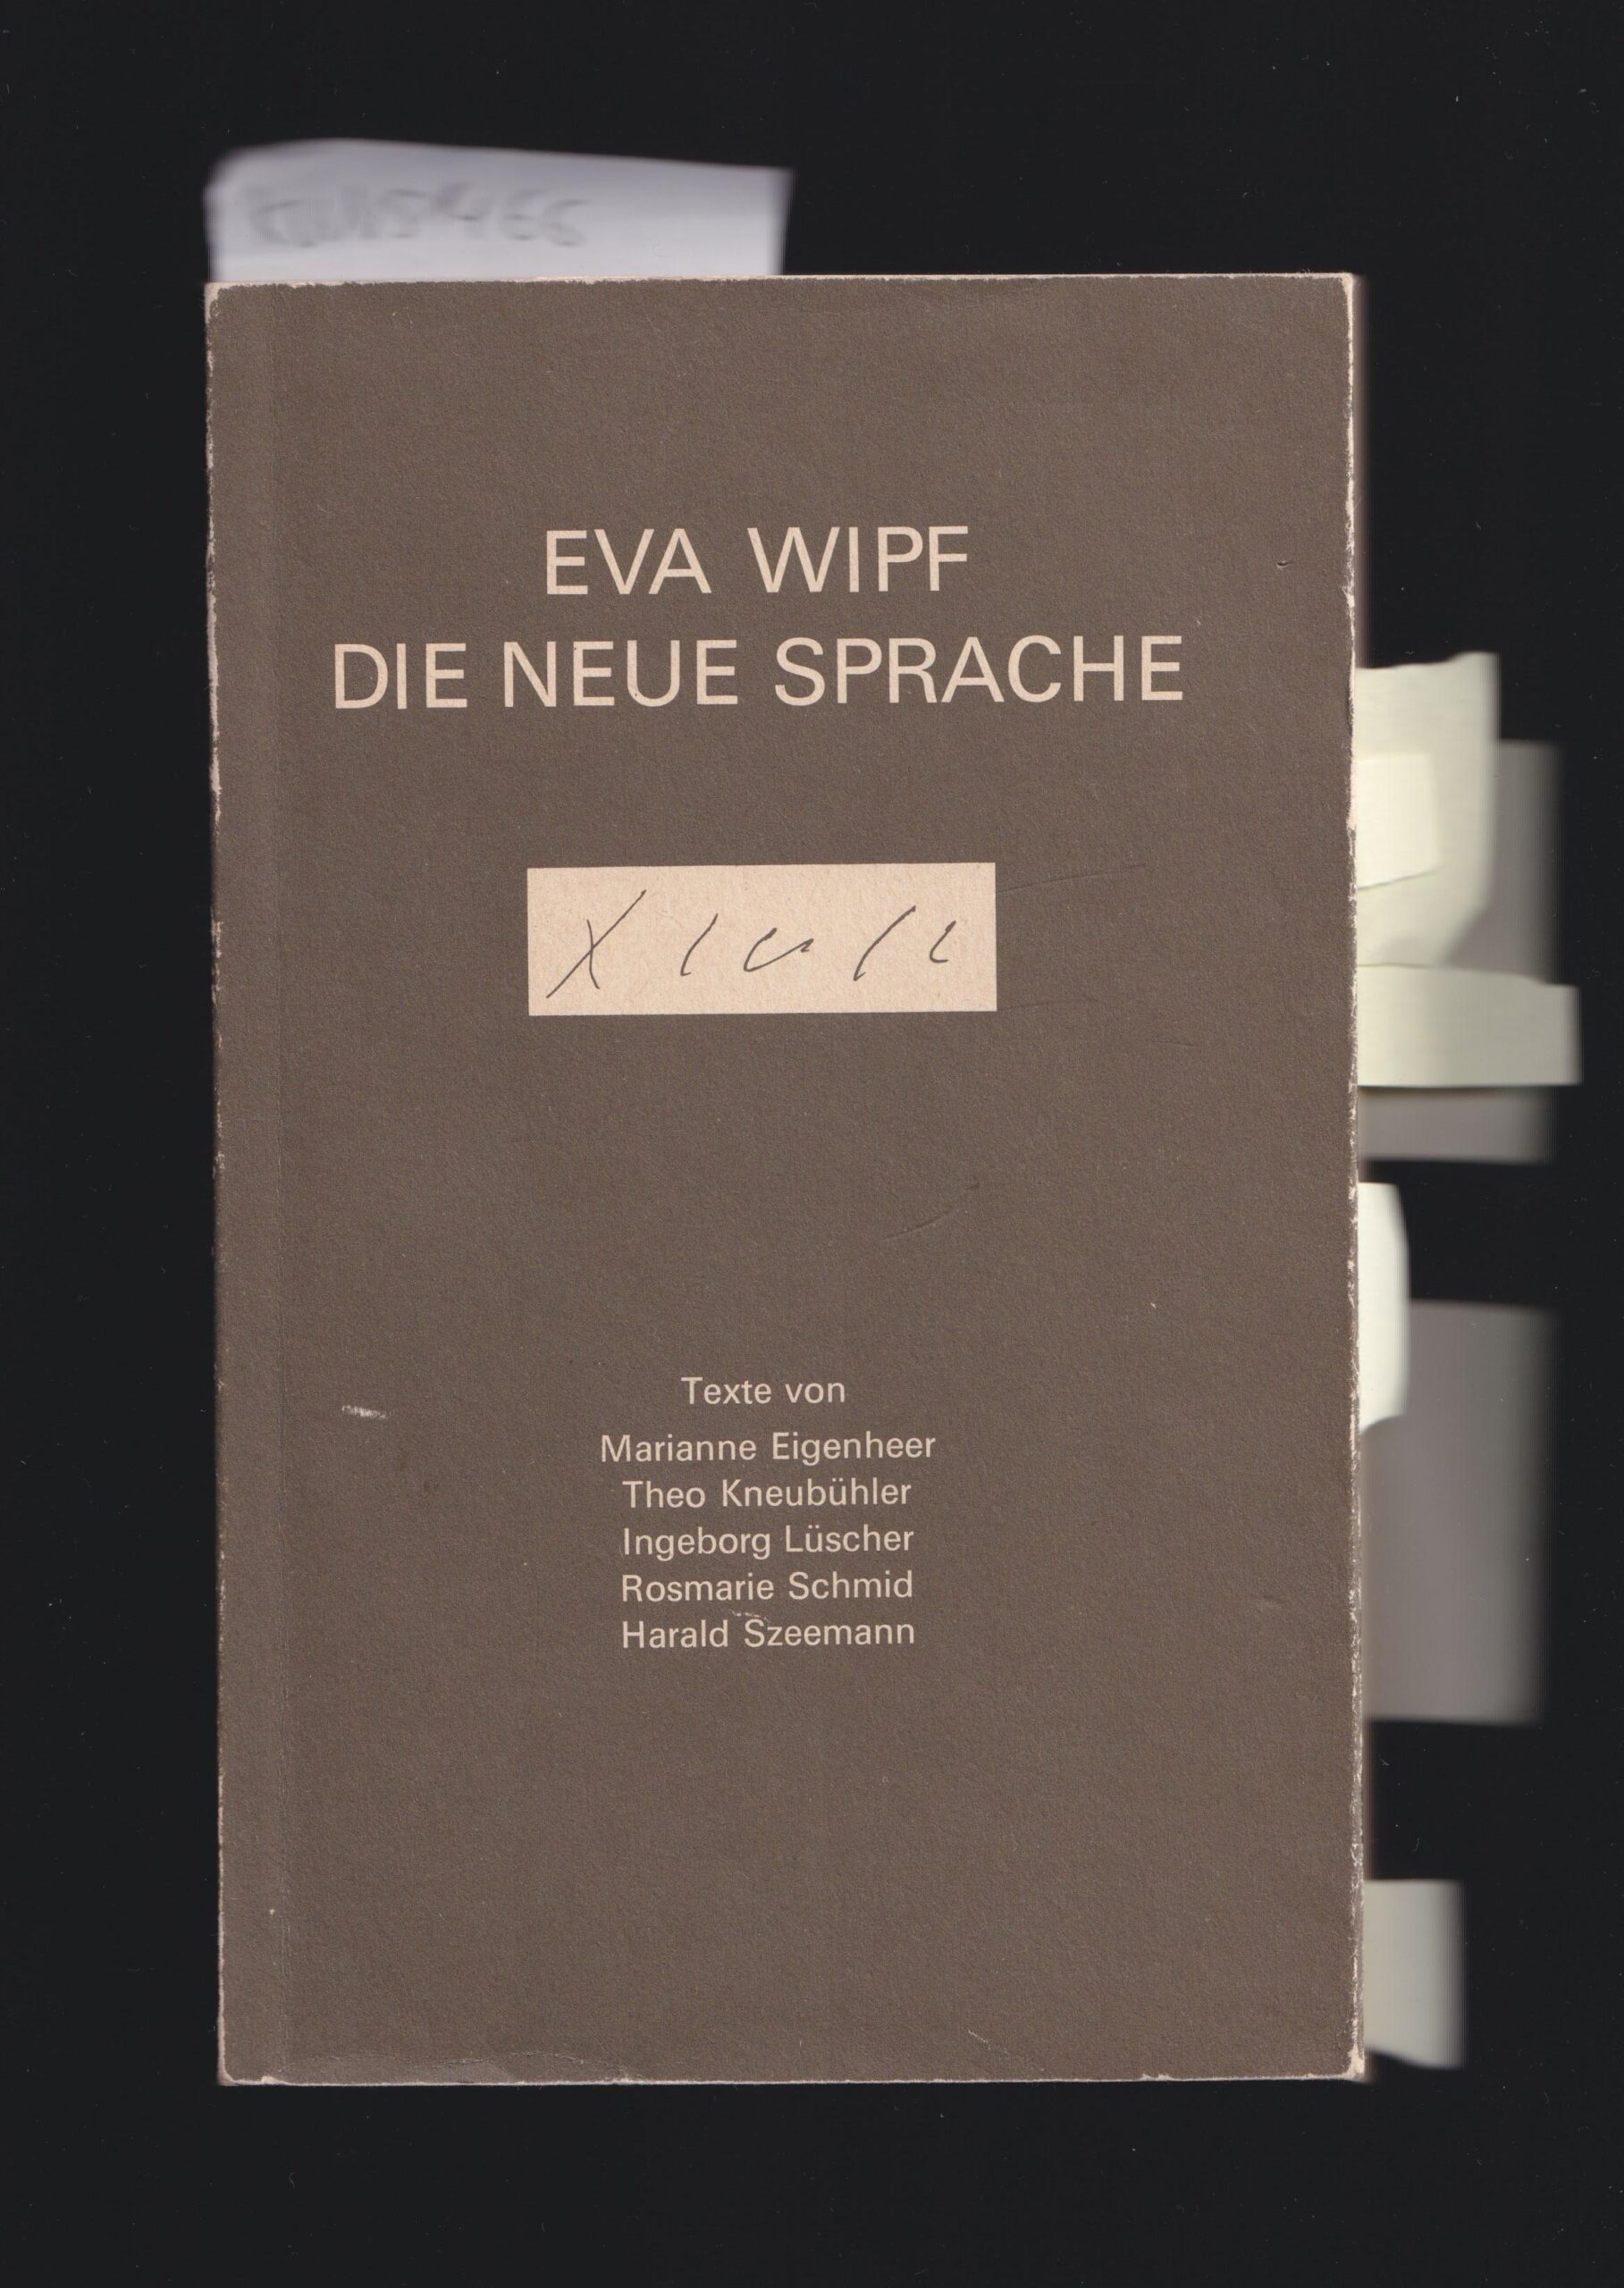 EVA WIPF
DIE NEUE SPRACHE
Texte von
Marianne Eigenheer
Theo Kneubühler
Ingeborg Lüscher
Rosmarie Schmid
Harald Szeemann